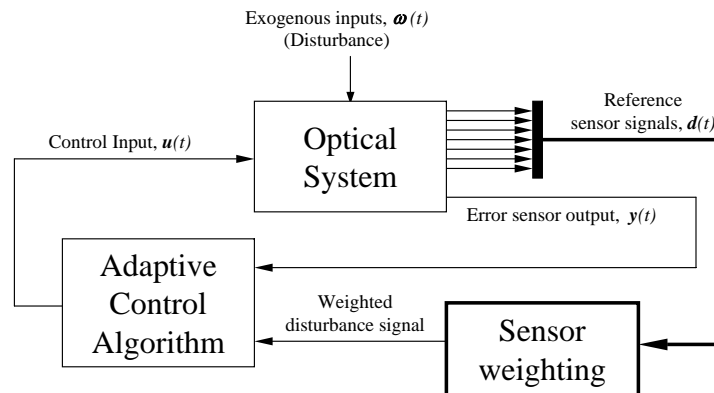 Exogenous inputs, ω(t)
(Disturbance)
Optical
System
Reference
sensor signals, d(t)
Control Input, u(t)
Error sensor output, y(t)
Adaptive
Control
Algorithm
Weighted
disturbance signal
Sensor
weighting